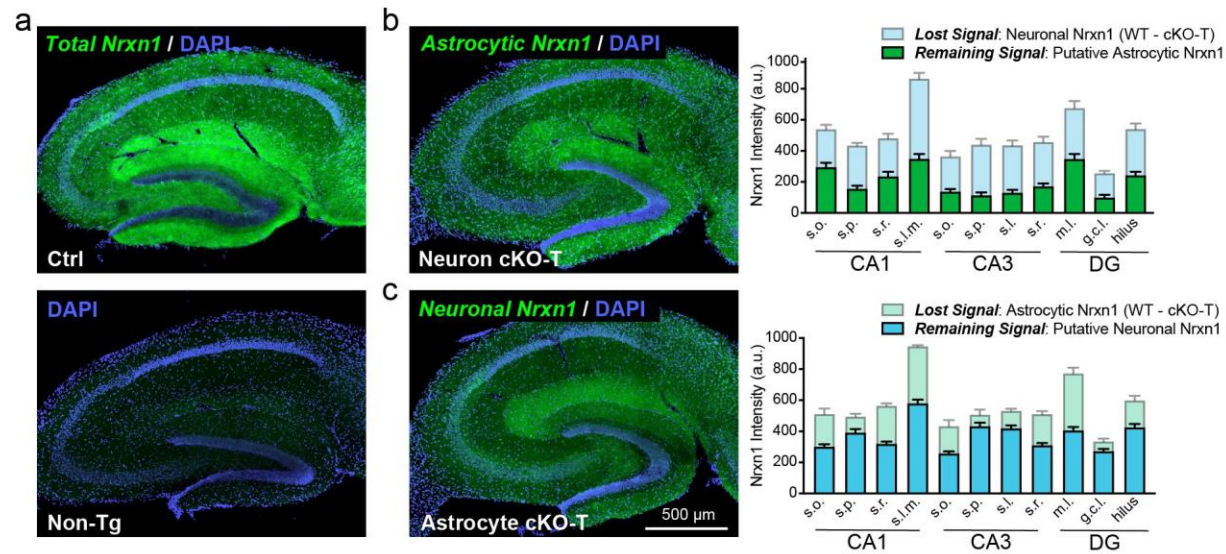 a
Total Nrxn1 / DAPI
Ctrl
DAPI
Non-Tg
b
Astrocytic Nrxn1 / DAPI
Neuron cKO-T
Lost Signal: Neuronal Nrxn1 (WT - cKO-T)
Remaining Signal: Putative Astrocytic Nrxn1
Nrxn1 Intensity (a.u.)
1000
800
600
400
200
0
s.o. s.p. s.r. s.l.m. s.o. s.p. s.l. s.r. m.l. g.c.l. hilus
CA1 CA3 DG
c
Neuronal Nrxn1 / DAPI
Astrocyte cKO-T
500 µm
Lost Signal: Astrocytic Nrxn1 (WT - cKO-T)
Remaining Signal: Putative Neuronal Nrxn1
Nrxn1 Intensity (a.u.)
1000
800
600
400
200
0
s.o. s.p. s.r. s.l.m. s.o. s.p. s.l. s.r. m.l. g.c.l. hilus
CA1 CA3 DG